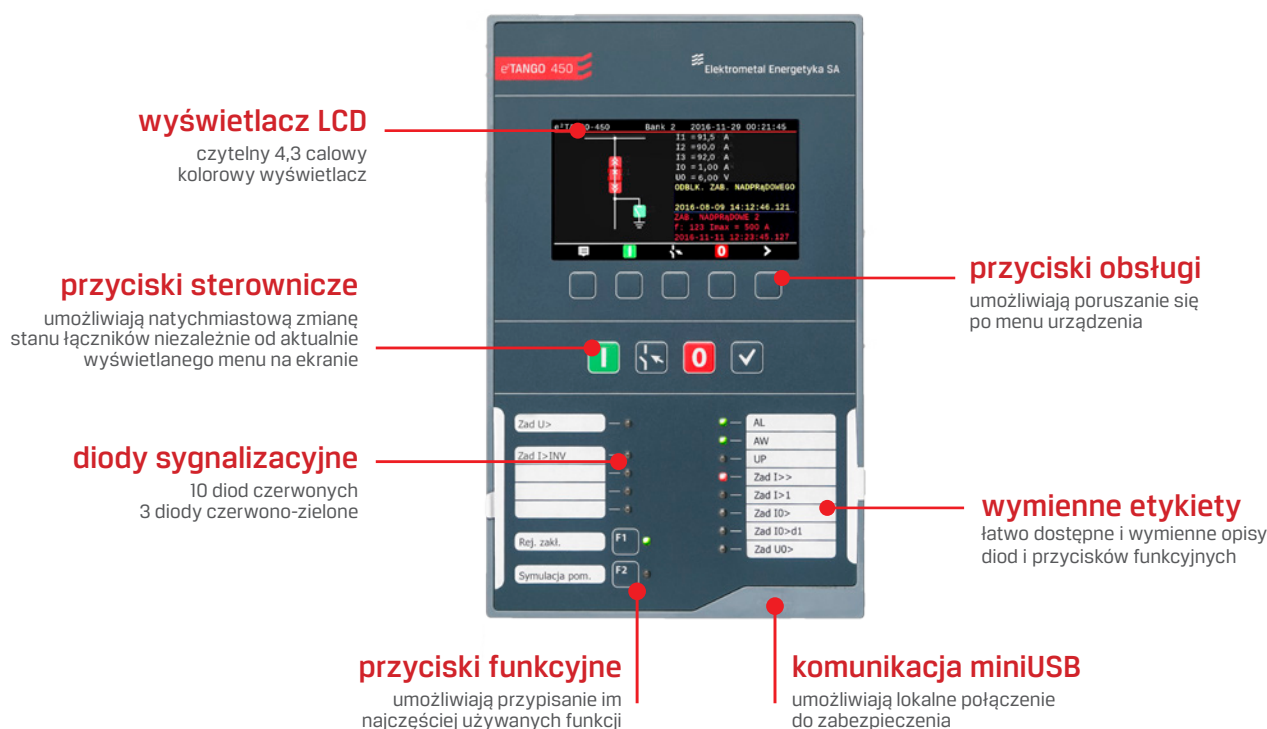 e²TANGO 450
Elektrometal Energetyka SA
wyświetlacz LCD
czytelny 4,3 calowy
kolorowy wyświetlacz
e²TANGO-450 Bank 2 2016-11-29 00:21:45
I1 =91,5 A
I2 =90,0 A
I3 =92,0 A
I0 =1,00 A
U0 =6,00 V
ODBLK. ZAB. NADPRĄDOWEGO
2016-08-09 14:12:46.121
ZAB. NADPRĄDOWE 2
f: 123 Imax = 500 A
2016-11-11 12:23:45.127
I
0
>
przyciski obsługi
umożliwiają poruszanie się
po menu urządzenia
przyciski sterownicze
umożliwiają natychmiastową zmianę
stanu łączników niezależnie od aktualnie
wyświetlanego menu na ekranie
I
0
diody sygnalizacyjne
10 diod czerwonych
3 diody czerwono-zielone
Zad U>
Zad I>INV
Rej. zakł.
F1
Symulacja pom.
F2
AL
AW
UP
Zad I>>
Zad I>1
Zad I0>
Zad I0>d1
Zad U0>
wymienne etykiety
łatwo dostępne i wymienne opisy
diod i przycisków funkcyjnych
przyciski funkcyjne
umożliwiają przypisanie im
najczęściej używanych funkcji
komunikacja miniUSB
umożliwiają lokalne połączenie
do zabezpieczenia